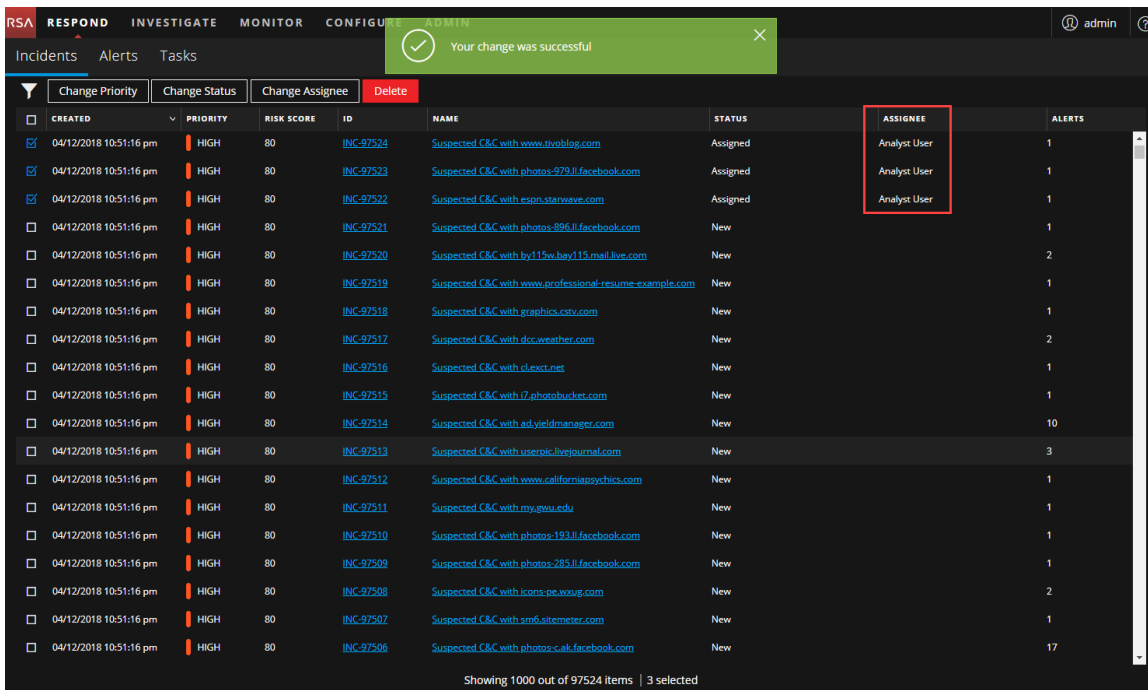 RSA RESPOND INVESTIGATE MONITOR CONFIGURE ADMIN admin
Your change was successful
Incidents Alerts Tasks
Change Priority Change Status Change Assignee Delete
CREATED PRIORITY RISK SCORE ID NAME STATUS ASSIGNEE ALERTS
04/12/2018 10:51:16 pm HIGH 80 INC-97524 Suspected C&C with www.tivoblog.com Assigned Analyst User 1
04/12/2018 10:51:16 pm HIGH 80 INC-97523 Suspected C&C with photos-979.ll.facebook.com Assigned Analyst User 1
04/12/2018 10:51:16 pm HIGH 80 INC-97522 Suspected C&C with espn.starwave.com Assigned Analyst User 1
04/12/2018 10:51:16 pm HIGH 80 INC-97521 Suspected C&C with photos-896.ll.facebook.com New 1
04/12/2018 10:51:16 pm HIGH 80 INC-97520 Suspected C&C with by115w.bay115.mail.live.com New 2
04/12/2018 10:51:16 pm HIGH 80 INC-97519 Suspected C&C with www.professional-resume-example.com New 1
04/12/2018 10:51:16 pm HIGH 80 INC-97518 Suspected C&C with graphics.cstv.com New 1
04/12/2018 10:51:16 pm HIGH 80 INC-97517 Suspected C&C with dcc.weather.com New 2
04/12/2018 10:51:16 pm HIGH 80 INC-97516 Suspected C&C with cl.exct.net New 1
04/12/2018 10:51:16 pm HIGH 80 INC-97515 Suspected C&C with i7.photobucket.com New 1
04/12/2018 10:51:16 pm HIGH 80 INC-97514 Suspected C&C with ad.yieldmanager.com New 10
04/12/2018 10:51:16 pm HIGH 80 INC-97513 Suspected C&C with userpic.livejournal.com New 3
04/12/2018 10:51:16 pm HIGH 80 INC-97512 Suspected C&C with www.californiapsychics.com New 1
04/12/2018 10:51:16 pm HIGH 80 INC-97511 Suspected C&C with my.gwu.edu New 1
04/12/2018 10:51:16 pm HIGH 80 INC-97510 Suspected C&C with photos-193.ll.facebook.com New 1
04/12/2018 10:51:16 pm HIGH 80 INC-97509 Suspected C&C with photos-285.ll.facebook.com New 1
04/12/2018 10:51:16 pm HIGH 80 INC-97508 Suspected C&C with icons-pe.wxug.com New 2
04/12/2018 10:51:16 pm HIGH 80 INC-97507 Suspected C&C with sm6.sitemeter.com New 1
04/12/2018 10:51:16 pm HIGH 80 INC-97506 Suspected C&C with photos-c.ak.facebook.com New 17
Showing 1000 out of 97524 items | 3 selected